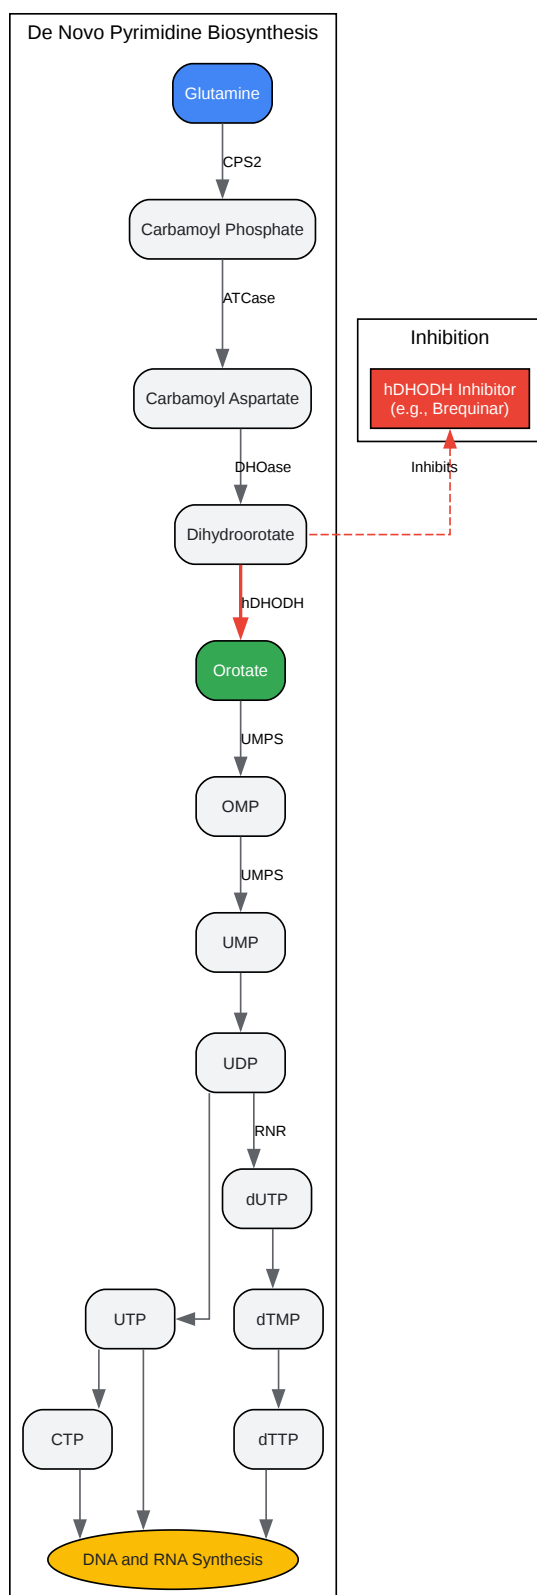 De Novo Pyrimidine Biosynthesis
Glutamine
CPS2
Carbamoyl Phosphate
ATCase
Inhibition
hDHODH Inhibitor
(e.g., Brequinar)
Carbamoyl Aspartate
DHOase
Inhibits
Dihydroorotate
hDHODH
Orotate
UMPS
OMP
UMPS
UMP
UDP
RNR
dUTP
UTP
dTMP
CTP
dTTP
DNA and RNA Synthesis